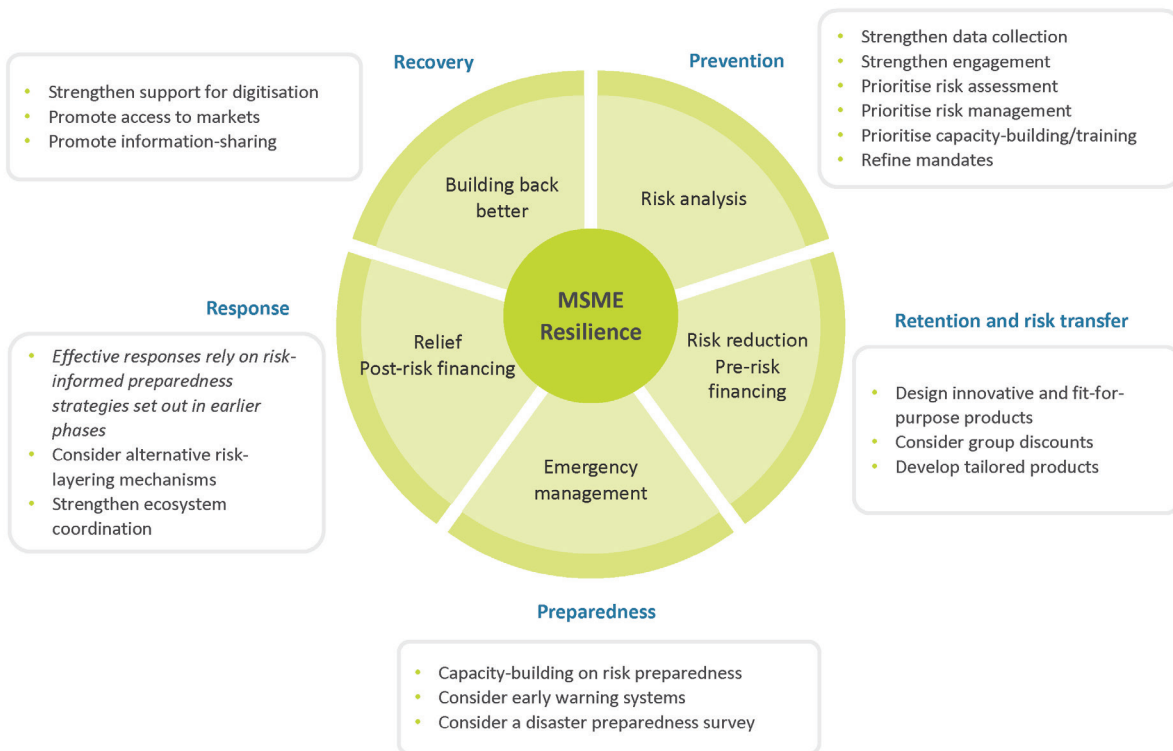 Recovery
• Strengthen support for digitisation
• Promote access to markets
• Promote information-sharing
Prevention
• Strengthen data collection
• Strengthen engagement
• Prioritise risk assessment
• Prioritise risk management
• Prioritise capacity-building/training
• Refine mandates
Building back
better
Risk analysis
MSME
Resilience
Relief
Post-risk financing
Risk reduction
Pre-risk
financing
Emergency
management
Response
• Effective responses rely on risk-
informed preparedness
strategies set out in earlier
phases
• Consider alternative risk-
layering mechanisms
• Strengthen ecosystem
coordination
Retention and risk transfer
• Design innovative and fit-for-
purpose products
• Consider group discounts
• Develop tailored products
Preparedness
• Capacity-building on risk preparedness
• Consider early warning systems
• Consider a disaster preparedness survey